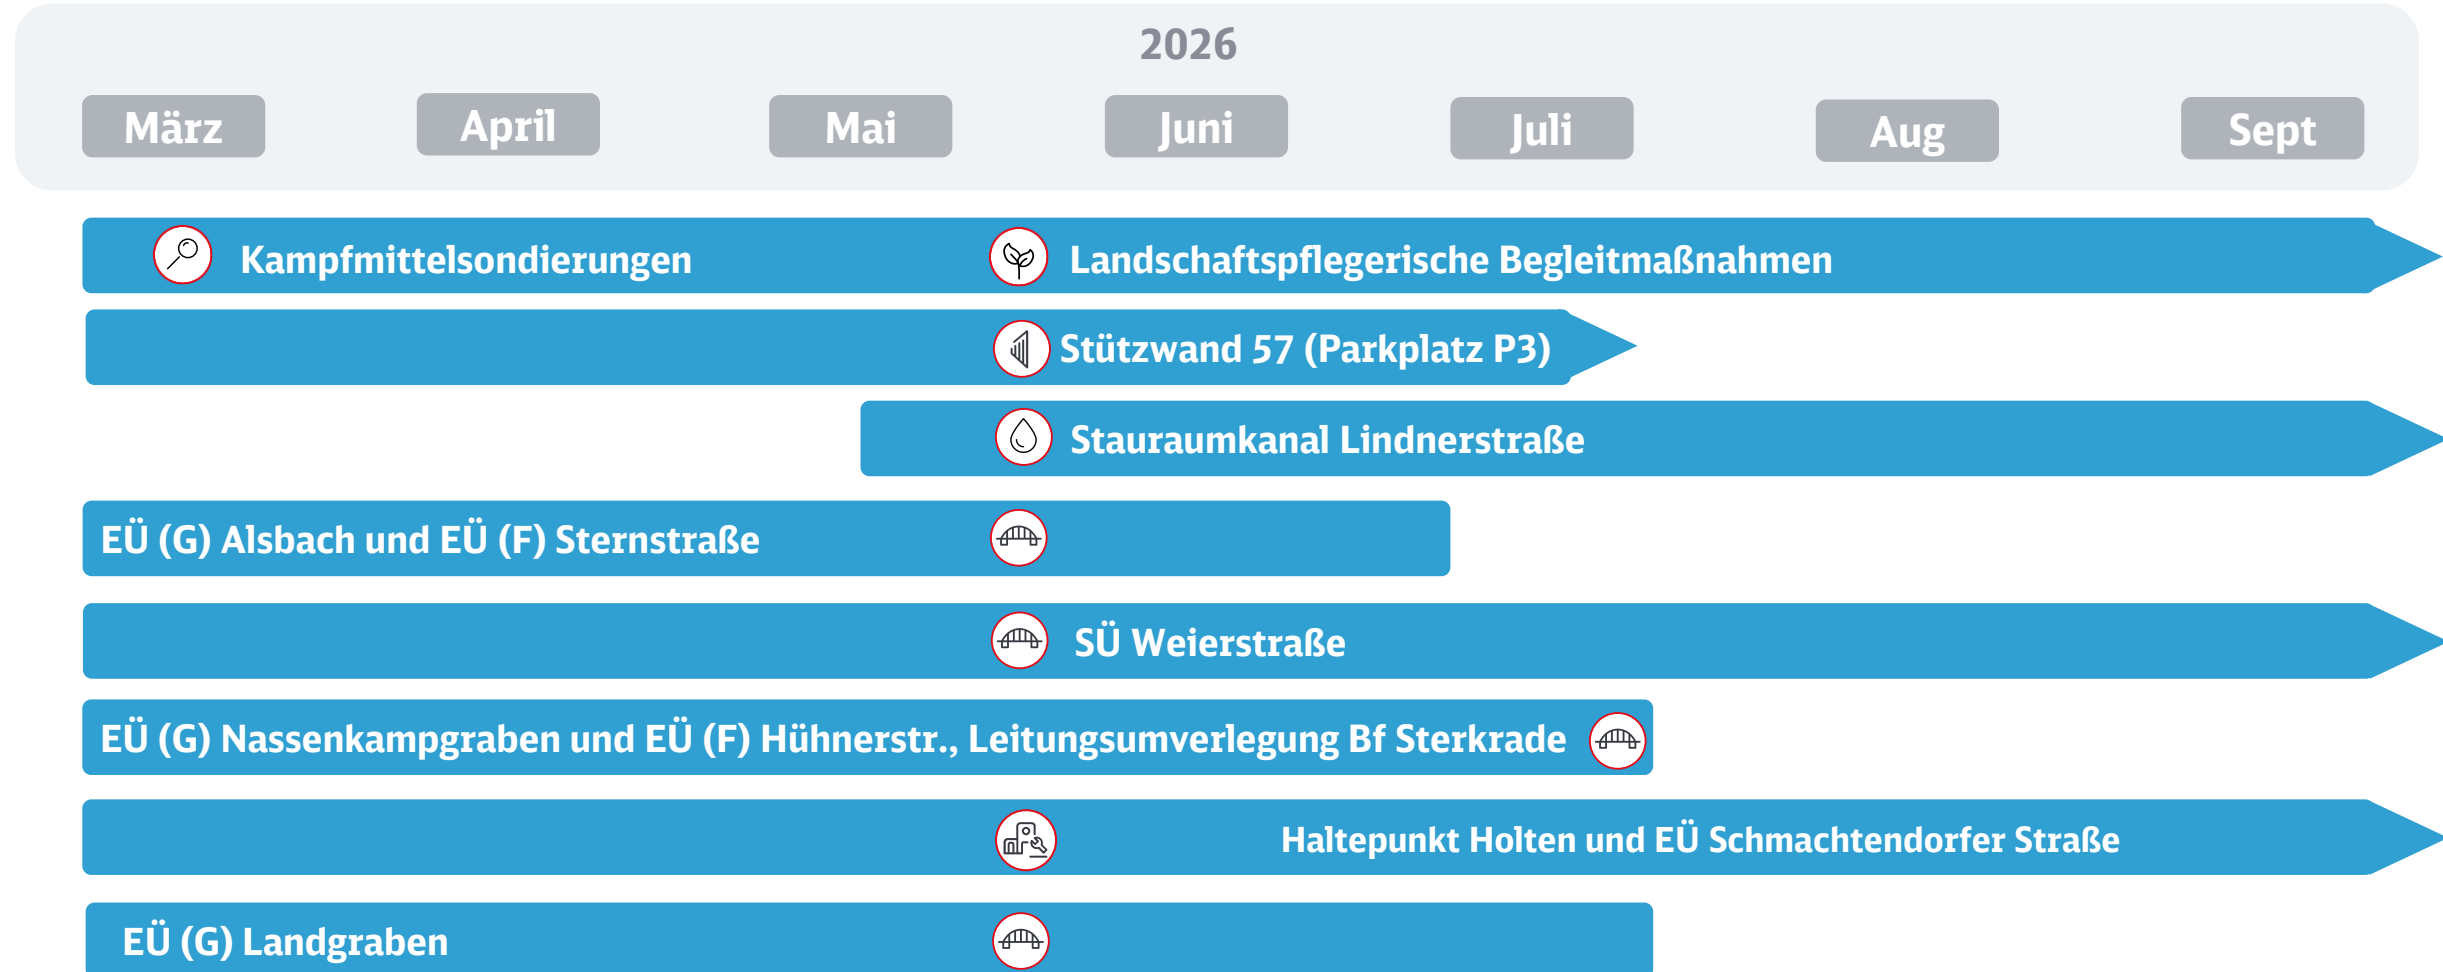 2026
März April Mai Juni Juli Aug Sept
Kampfmittelsondierungen Landschaftspflegerische Begleitmaßnahmen
Stützwand 57 (Parkplatz P3)
Stauraumkanal Lindnerstraße
EÜ (G) Alsbach und EÜ (F) Sternstraße
SÜ Weierstraße
EÜ (G) Nassenkampgraben und EÜ (F) Hühnerstr., Leitungsumverlegung Bf Sterkrade
Haltepunkt Holten und EÜ Schmachtendorfer Straße
EÜ (G) Landgraben